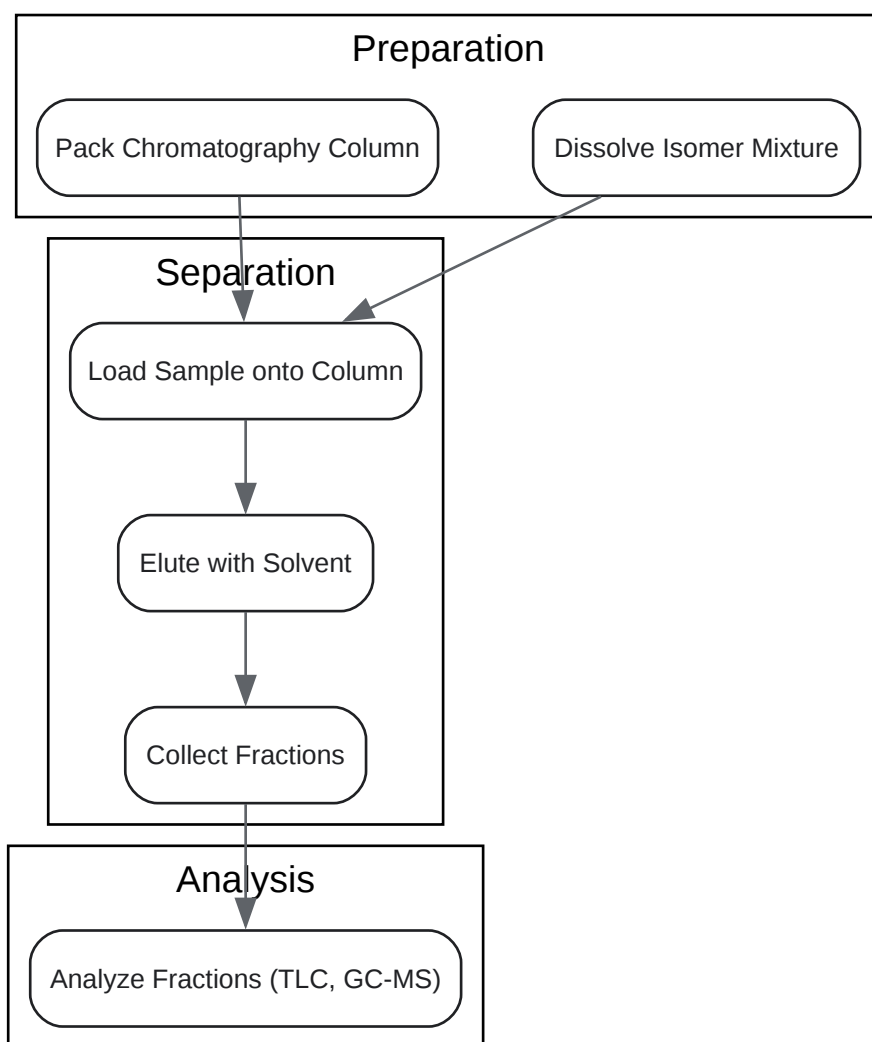 Preparation
Pack Chromatography Column
Dissolve Isomer Mixture
Separation
Load Sample onto Column
Elute with Solvent
Collect Fractions
Analysis
Analyze Fractions (TLC, GC-MS)